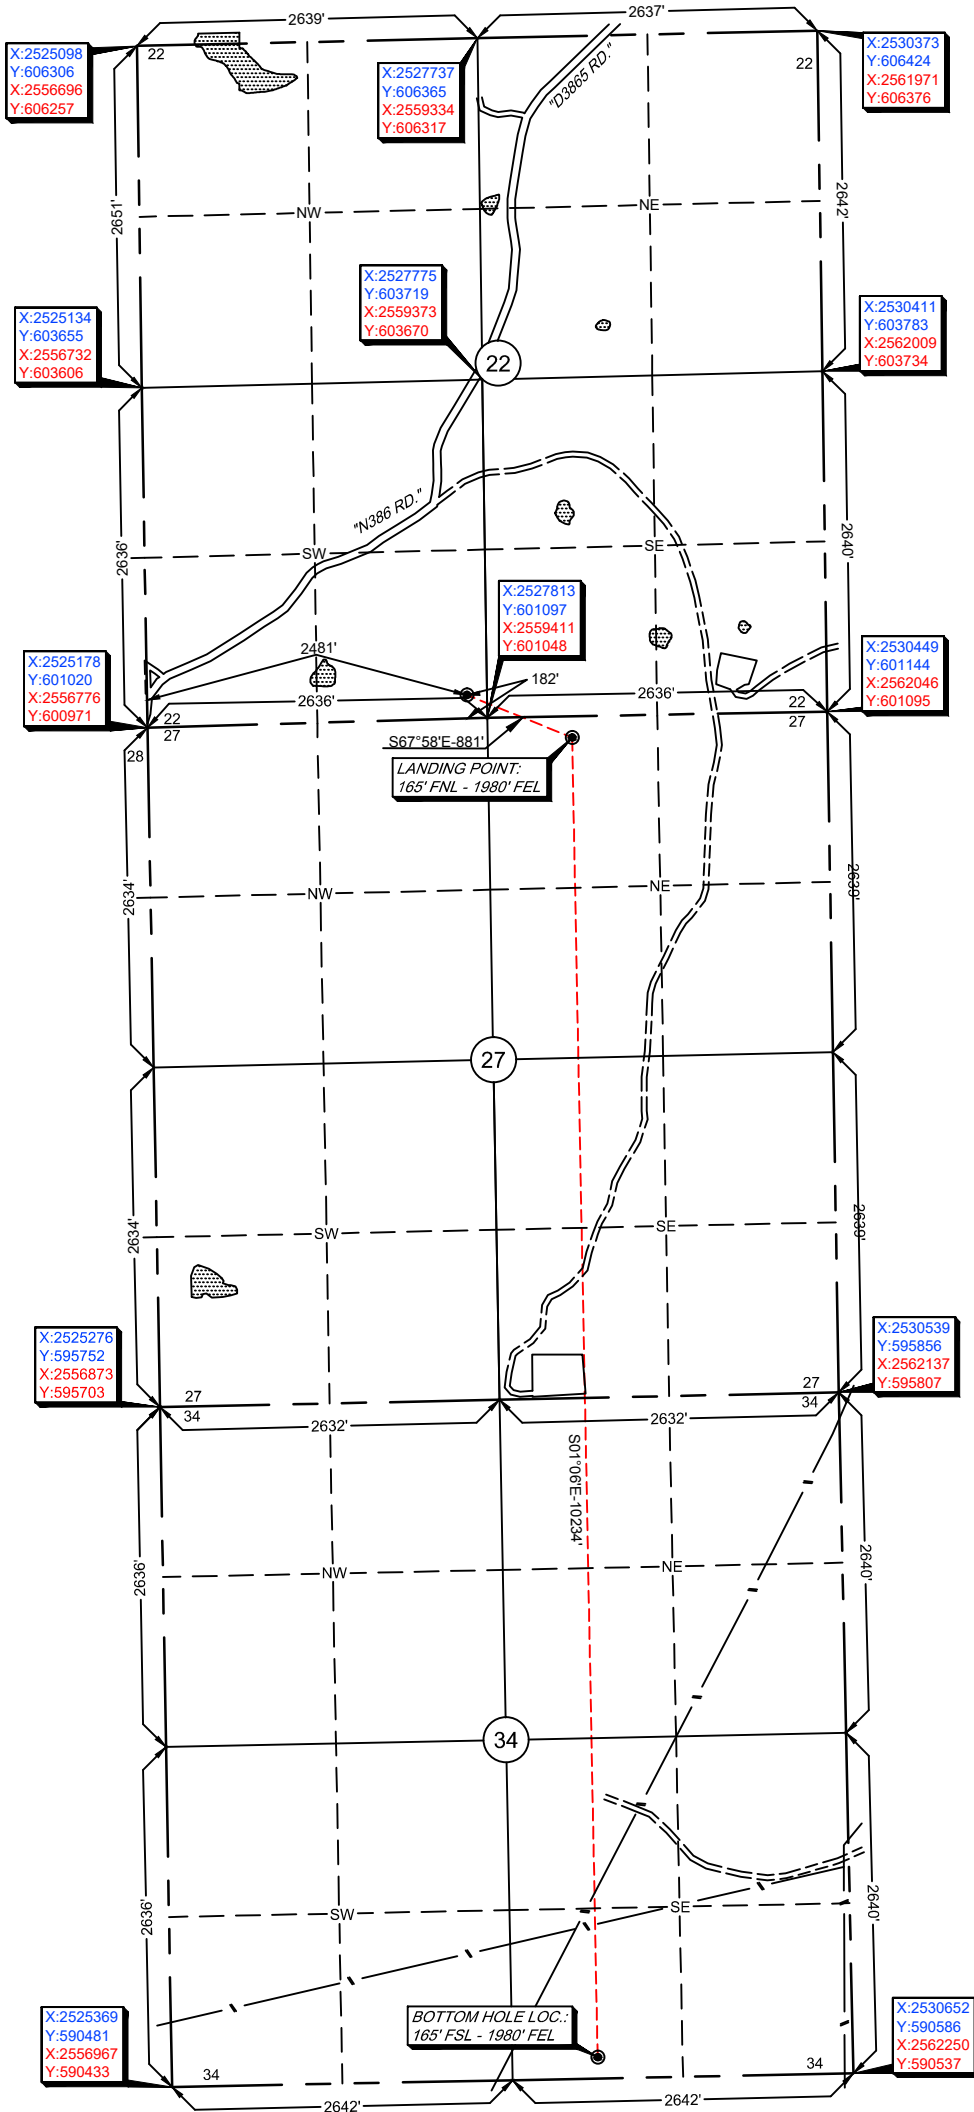 2639'
2637'
X:2525098
Y:606306
X:2556696
Y:606257
22
X:2527737
Y:606365
X:2559334
Y:606317
"D3865 RD."
22
X:2530373
Y:606424
X:2561971
Y:606376
2651'
NW
NE
2642'
X:2525134
Y:603655
X:2556732
Y:603606
X:2527775
Y:603719
X:2559373
Y:603670
22
X:2530411
Y:603783
X:2562009
Y:603734
"N386 RD."
2636'
SW
SE
2640'
X:2527813
Y:601097
X:2559411
Y:601048
X:2525178
Y:601020
X:2556776
Y:600971
2481'
182'
X:2530449
Y:601144
X:2562046
Y:601095
2636'
2636'
22
27
28
22
27
S67°58'E-881'
LANDING POINT:
165' FNL - 1980' FEL
2634'
NW
NE
2639'
27
2634'
SW
SE
2639'
X:2525276
Y:595752
X:2556873
Y:595703
X:2530539
Y:595856
X:2562137
Y:595807
27
34
27
34
2632'
2632'
S01°06'E-10234'
2636'
NW
NE
2640'
34
2636'
SW
SE
2640'
X:2525369
Y:590481
X:2556967
Y:590433
BOTTOM HOLE LOC.:
165' FSL - 1980' FEL
X:2530652
Y:590586
X:2562250
Y:590537
34
34
2642'
2642'